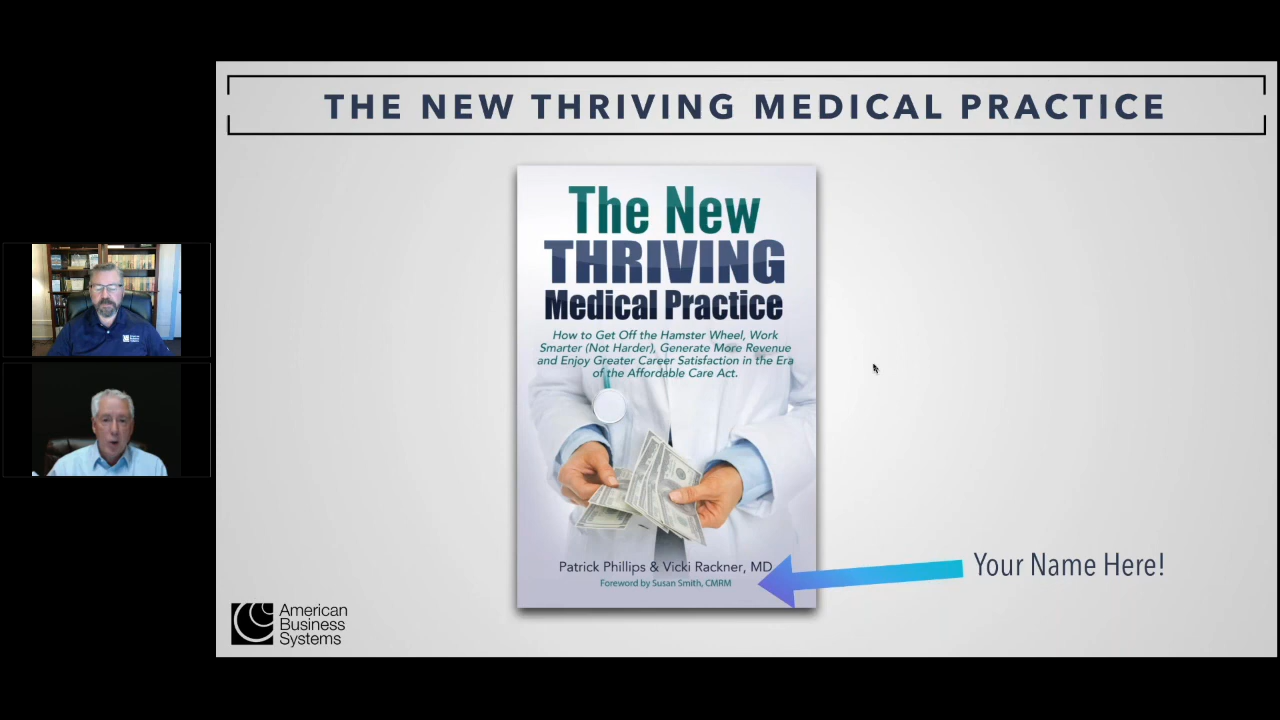 THE NEW THRIVING MEDICAL PRACTICE
The New
THRIVING
Medical Practice
How to Get Off the Hamster Wheel, Work
Smarter (Not Harder), Generate More Revenue
and Enjoy Greater Career Satisfaction in the Era
of the Affordable Care Act.
Patrick Phillips & Vicki Rackner, MD
Foreword by Susan Smith, CMRM
Your Name Here!
American
Business
Systems